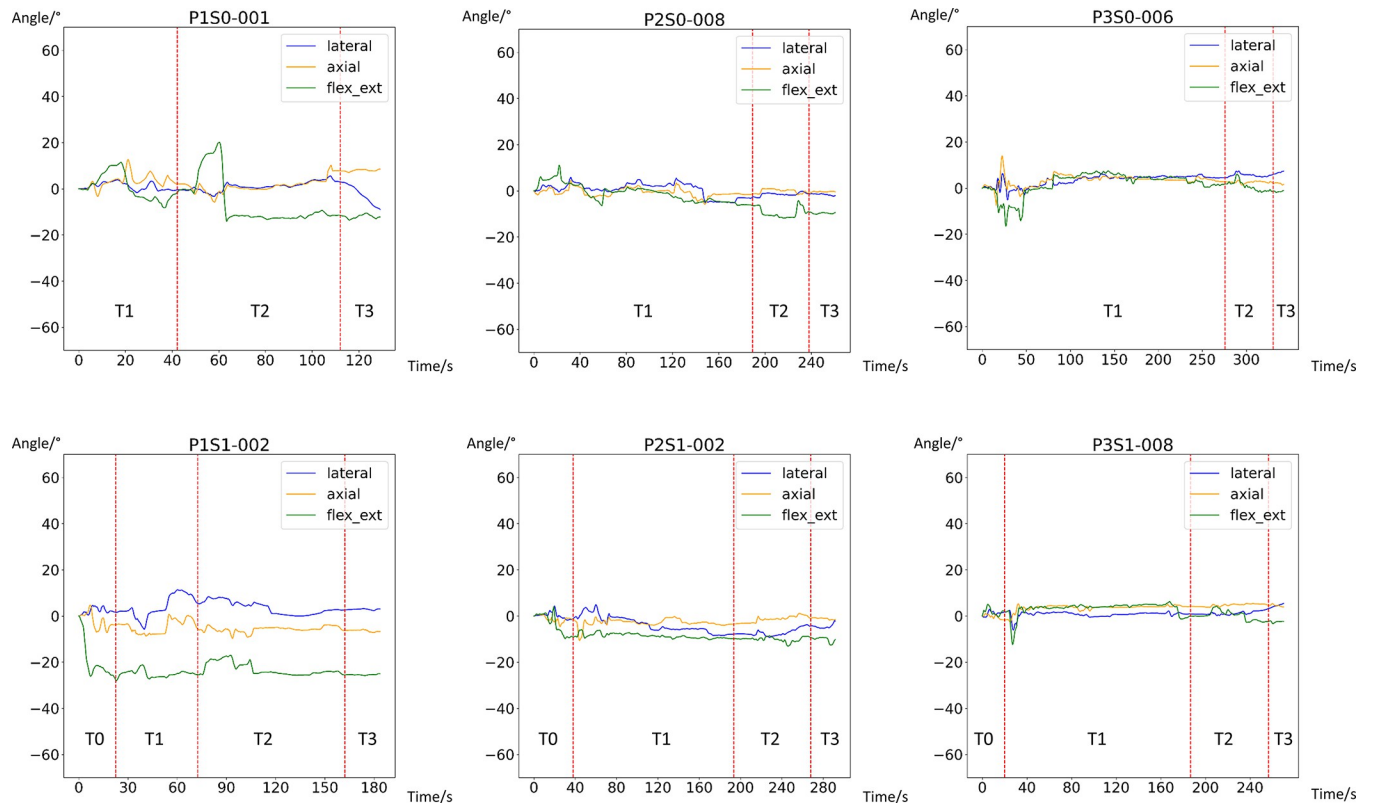 Angle/°
P1S0-001
60
40
20
0
−20
−40
−60
lateral
axial
flex_ext
T1
T2
T3
0 20 40 60 80 100 120
Time/s
Angle/°
P2S0-008
60
40
20
0
−20
−40
−60
lateral
axial
flex_ext
T1
T2
T3
0 40 80 120 160 200 240
Time/s
Angle/°
P3S0-006
60
40
20
0
−20
−40
−60
lateral
axial
flex_ext
T1
T2
T3
0 50 100 150 200 250 300
Time/s
Angle/°
P1S1-002
60
40
20
0
−20
−40
−60
lateral
axial
flex_ext
T0
T1
T2
T3
0 30 60 90 120 150 180
Time/s
Angle/°
P2S1-002
60
40
20
0
−20
−40
−60
lateral
axial
flex_ext
T0
T1
T2
T3
0 40 80 120 160 200 240 280
Time/s
Angle/°
P3S1-008
60
40
20
0
−20
−40
−60
lateral
axial
flex_ext
T0
T1
T2
T3
0 40 80 120 160 200 240
Time/s